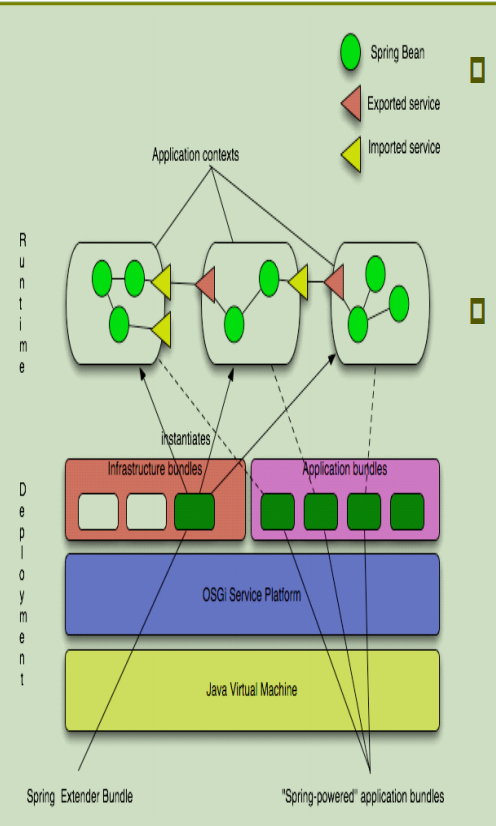 Spring Bean
Exported service
Imported service
Application contexts
Runtime
instantiates
Infrastructure bundles
Application bundles
Deployment
OSGi Service Platform
Java Virtual Machine
Spring Extender Bundle
"Spring-powered" application bundles